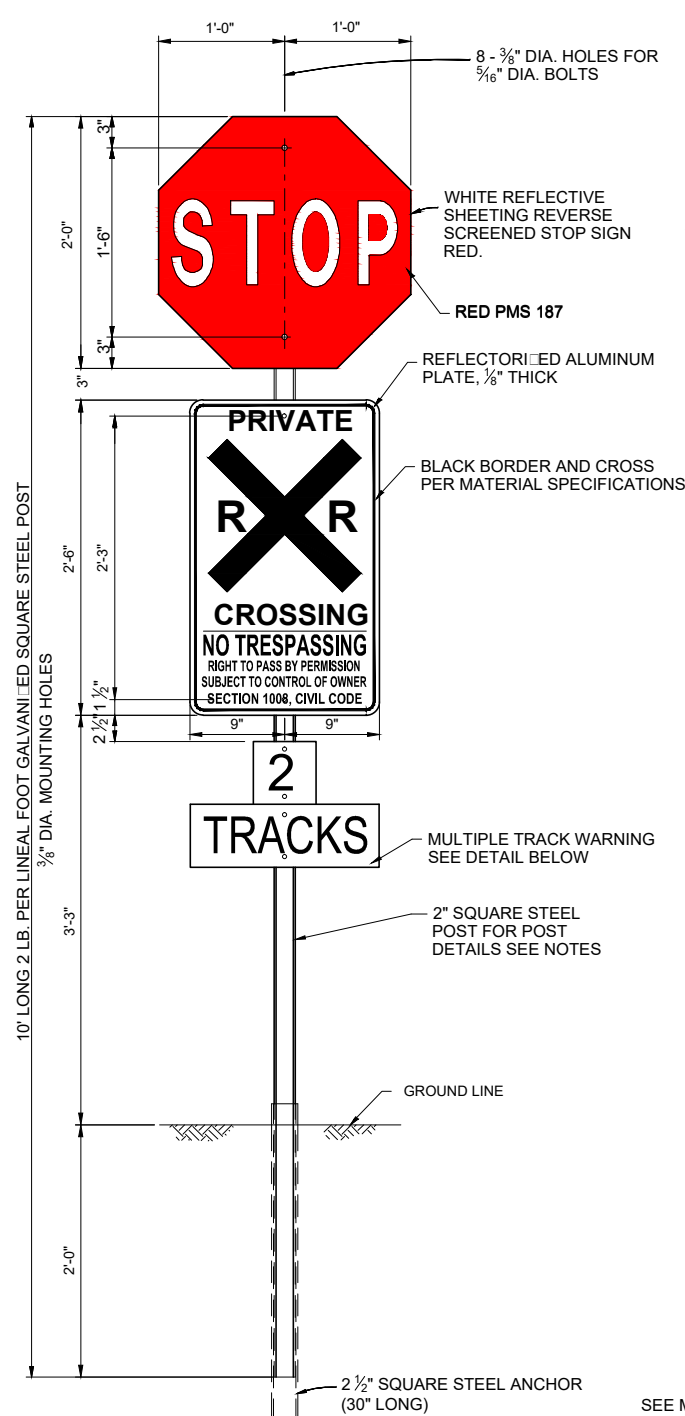 1'-0"
1'-0"
8 - ⅜" DIA. HOLES FOR
5⁄16" DIA. BOLTS
3"
2'-0"
1'-6"
3"
STOP
WHITE REFLECTIVE
SHEETING REVERSE
SCREENED STOP SIGN
RED.
RED PMS 187
3"
REFLECTORI□ED ALUMINUM
PLATE, ⅛" THICK
PRIVATE
R R
CROSSING
NO TRESPASSING
RIGHT TO PASS BY PERMISSION
SUBJECT TO CONTROL OF OWNER
SECTION 1008, CIVIL CODE
BLACK BORDER AND CROSS
PER MATERIAL SPECIFICATIONS
2'-6"
2'-3"
1 ½"
2 ½"
9"
9"
10' LONG 2 LB. PER LINEAL FOOT GALVANI□ED SQUARE STEEL POST
⅜" DIA. MOUNTING HOLES
2
TRACKS
MULTIPLE TRACK WARNING
SEE DETAIL BELOW
3'-3"
2" SQUARE STEEL
POST FOR POST
DETAILS SEE NOTES
GROUND LINE
2'-0"
2 ½" SQUARE STEEL ANCHOR
(30" LONG)
SEE